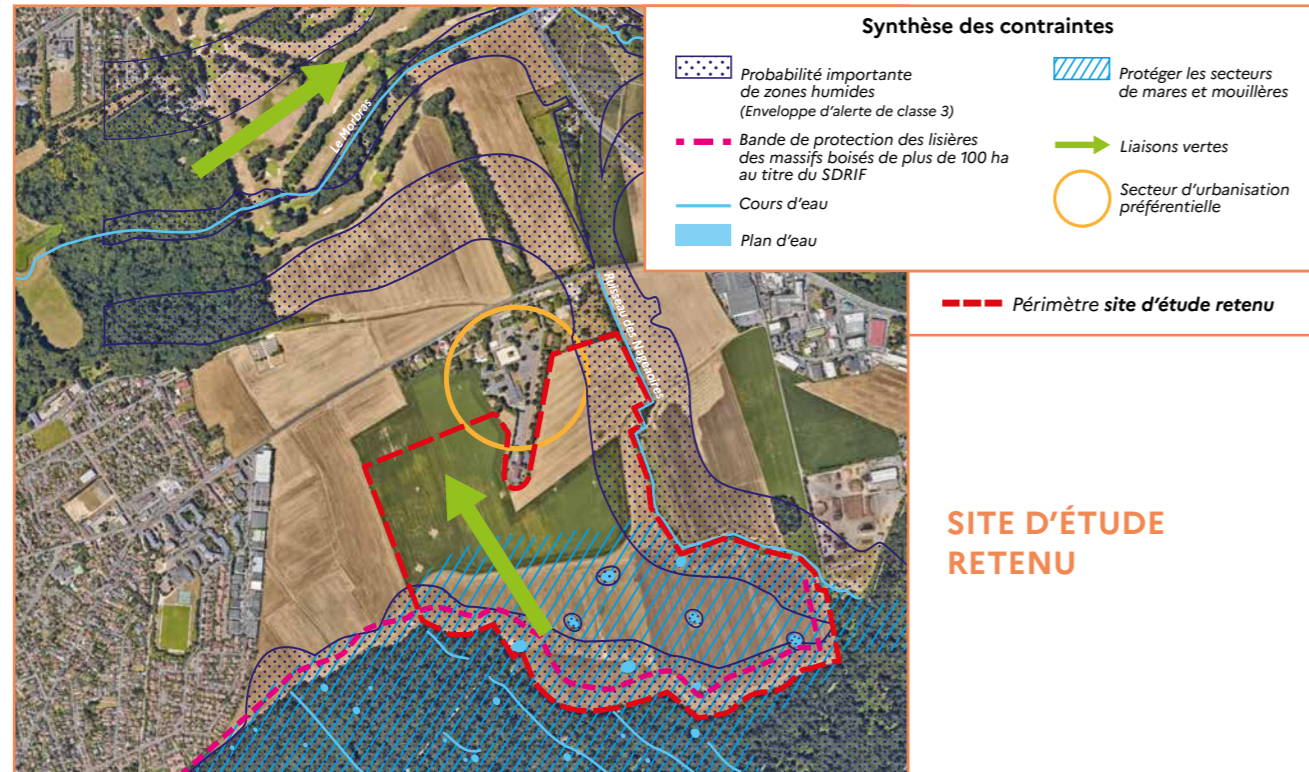 Synthèse des contraintes
Probabilité importante
de zones humides
(Enveloppe d'alerte de classe 3)
Bande de protection des lisières
des massifs boisés de plus de 100 ha
au titre du SDRIF
Cours d'eau
Plan d'eau
Protéger les secteurs
de mares et mouillères
Liaisons vertes
Secteur d'urbanisation
préférentielle
Périmètre site d'étude retenu
SITE D'ÉTUDE
RETENU
Le Morbras
Ruisseau des Nageoires